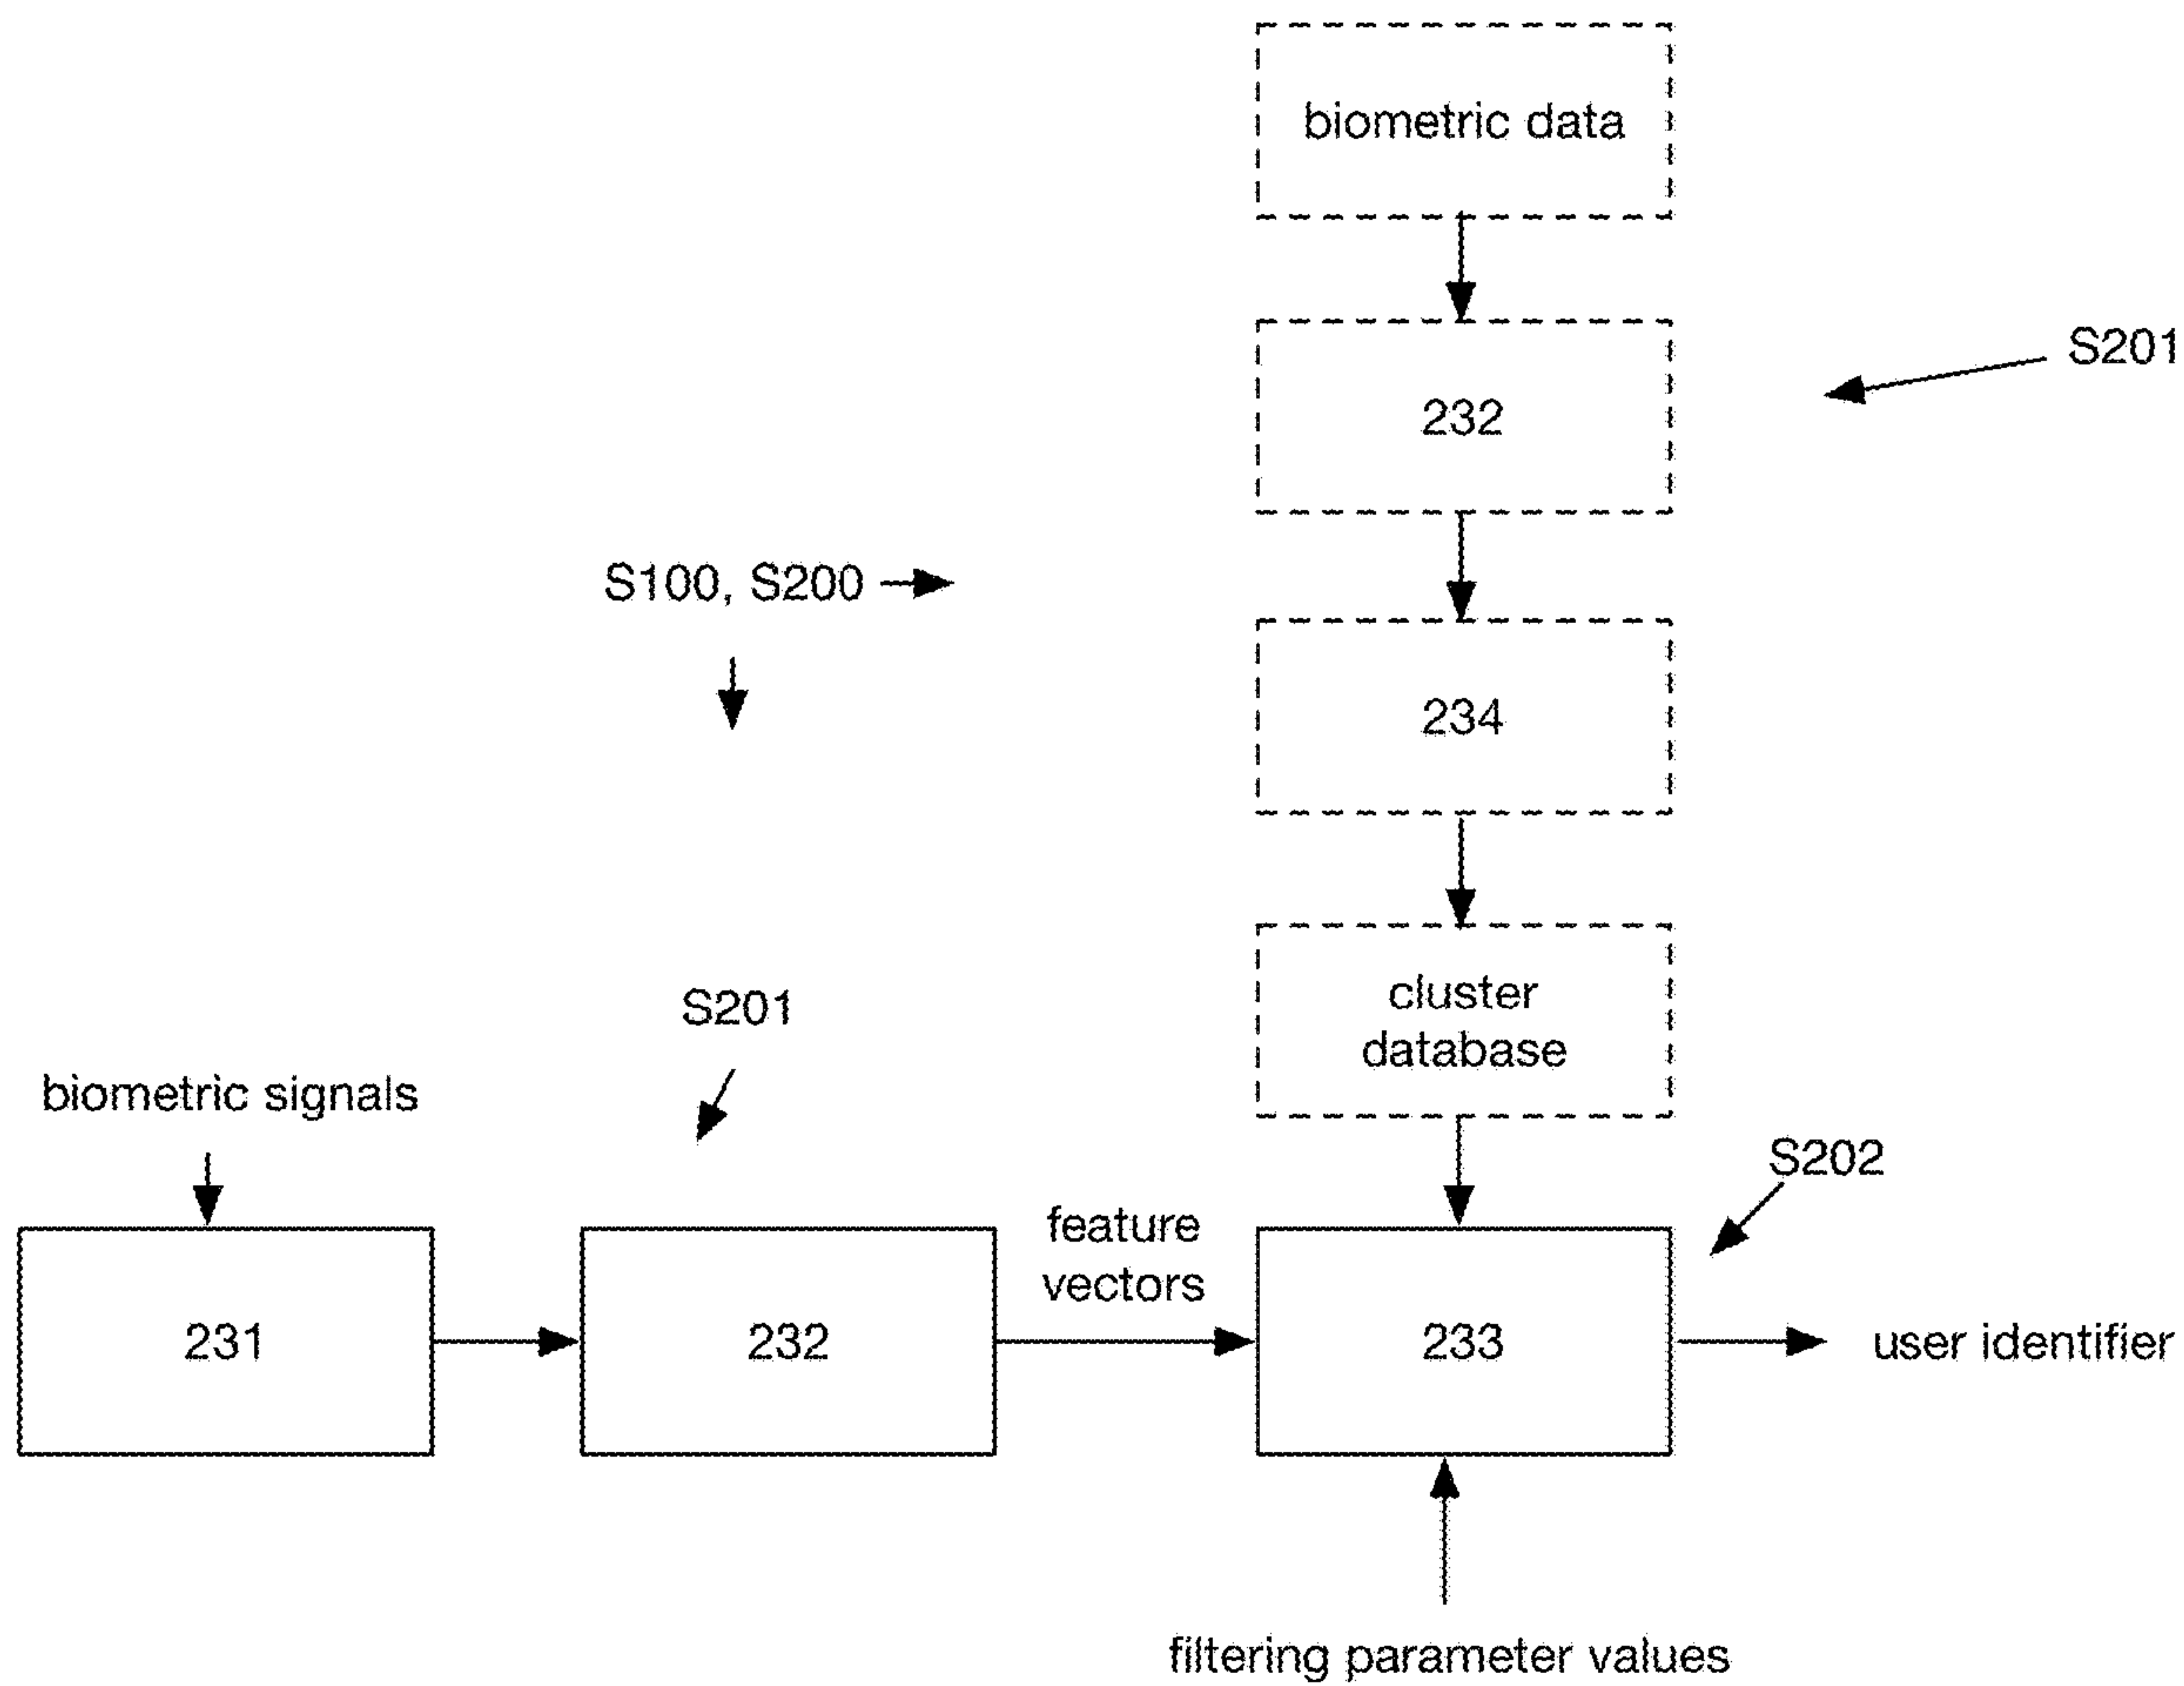 biometric data
232
S201
S100, S200
234
cluster
database
S201
biometric signals
S202
feature
vectors
231
232
233
user identifier
filtering parameter values